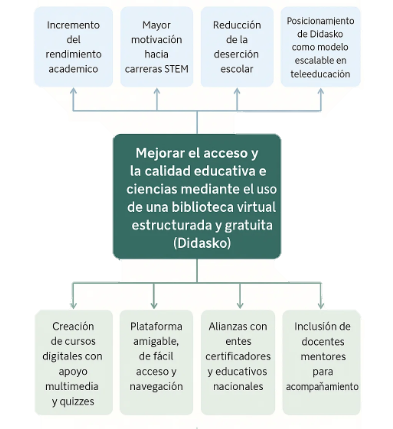 Incremento
del
rendimiento
academico
Mayor
motivación
hacia
carreras STEM
Reducción
de la
deserción
escolar
Posicionamiento
de Didasko
como modelo
escalable en
teleeducación
Mejorar el acceso y
la calidad educativa e
ciencias mediante el uso
de una biblioteca virtual
estructurada y gratuita
(Didasko)
Creación
de cursos
digitales con
apoyo
multimedia
y quizzes
Plataforma
amigable,
de fácil
acceso y
navegación
Alianzas con
entes
certificadores
y educativos
nacionales
Inclusión de
docentes
mentores
para
acompañamiento